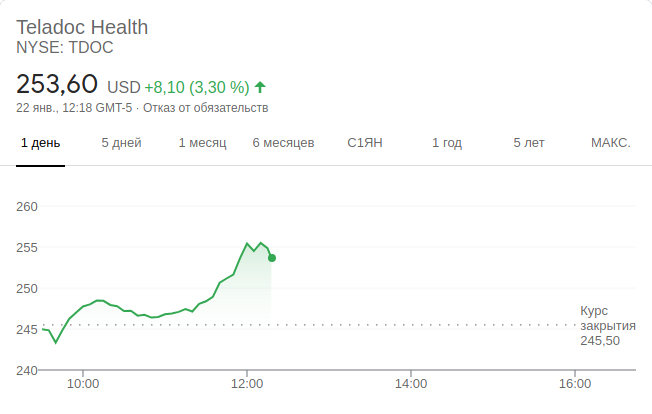 Teladoc Health
NYSE: TDOC
253,60 USD +8,10 (3,30 %)
22 янв., 12:18 GMT-5 · Отказ от обязательств
1 день 5 дней 1 месяц 6 месяцев С1ЯН 1 год 5 лет МАКС.
260
255
250
Курс
245 закрытия
245,50
240
10:00 12:00 14:00 16:00